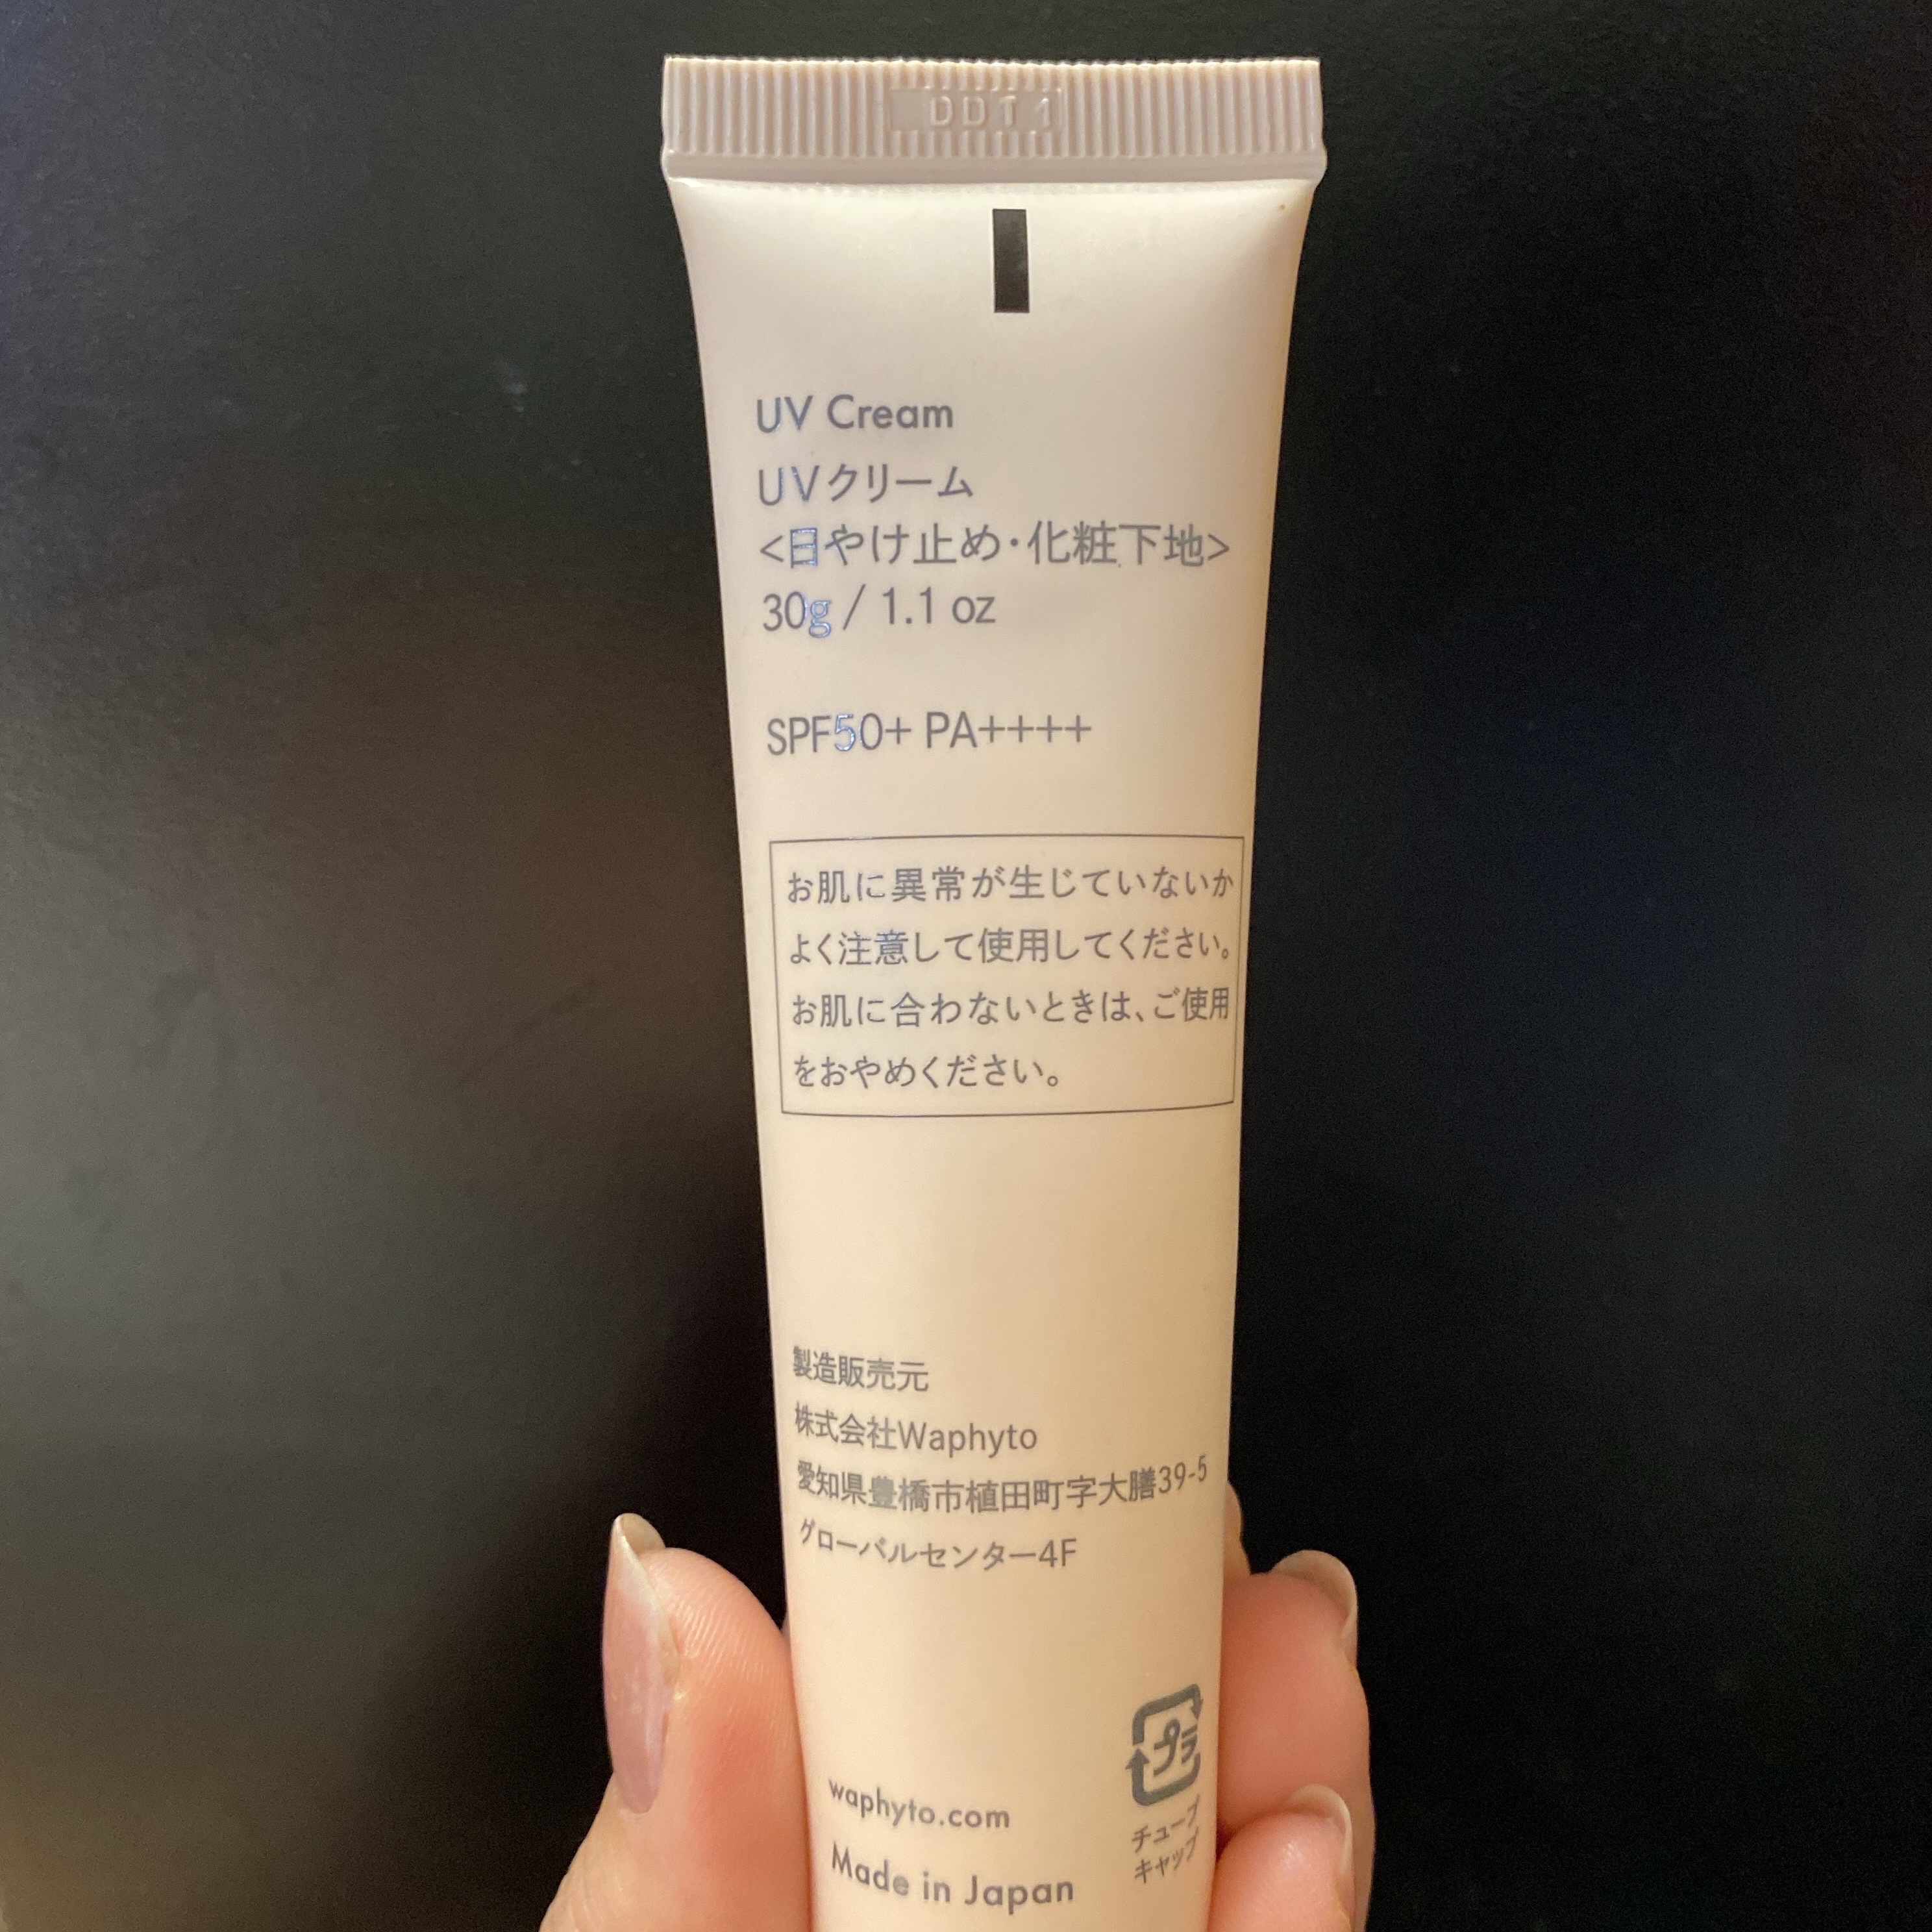 DDT1
UV Cream
UVクリーム
<日やけ止め・化粧下地>
30g / 1.1 oz
SPF50+ PA++++
お肌に異常が生じていないか
よく注意して使用してください。
お肌に合わないときは、ご使用
をおやめください。
製造販売元
株式会社Waphyto
愛知県豊橋市植田町字大膳39-5
グローバルセンター4F
プラ
チューブ
キャップ
waphyto.com
Made in Japan